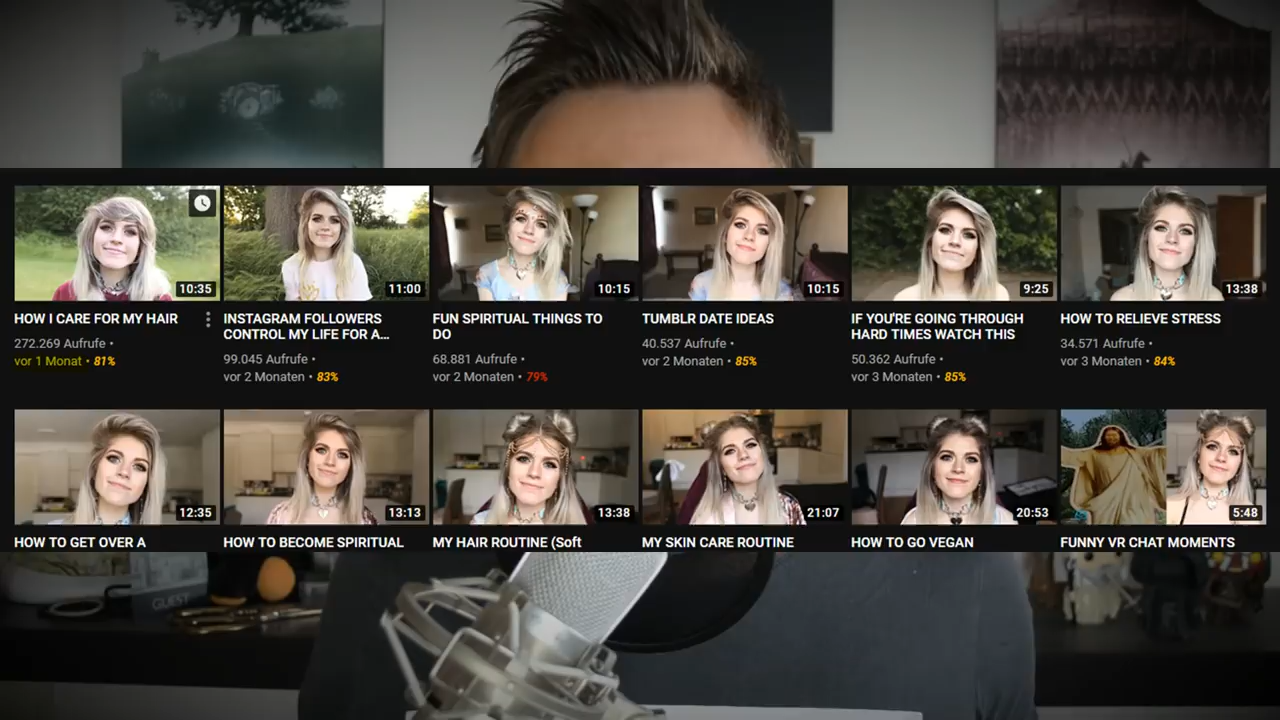 10:35
11:00
10:15
10:15
9:25
13:38
HOW I CARE FOR MY HAIR
INSTAGRAM FOLLOWERS
CONTROL MY LIFE FOR A...
FUN SPIRITUAL THINGS TO
DO
TUMBLR DATE IDEAS
IF YOU'RE GOING THROUGH
HARD TIMES WATCH THIS
HOW TO RELIEVE STRESS
272.269 Aufrufe •
vor 1 Monat • 81%
99.045 Aufrufe •
vor 2 Monaten • 83%
68.881 Aufrufe •
vor 2 Monaten • 79%
40.537 Aufrufe •
vor 2 Monaten • 85%
50.362 Aufrufe •
vor 3 Monaten • 85%
34.571 Aufrufe •
vor 3 Monaten • 84%
12:35
13:13
13:38
21:07
20:53
5:48
HOW TO GET OVER A
HOW TO BECOME SPIRITUAL
MY HAIR ROUTINE (Soft
MY SKIN CARE ROUTINE
HOW TO GO VEGAN
FUNNY VR CHAT MOMENTS
GUEST